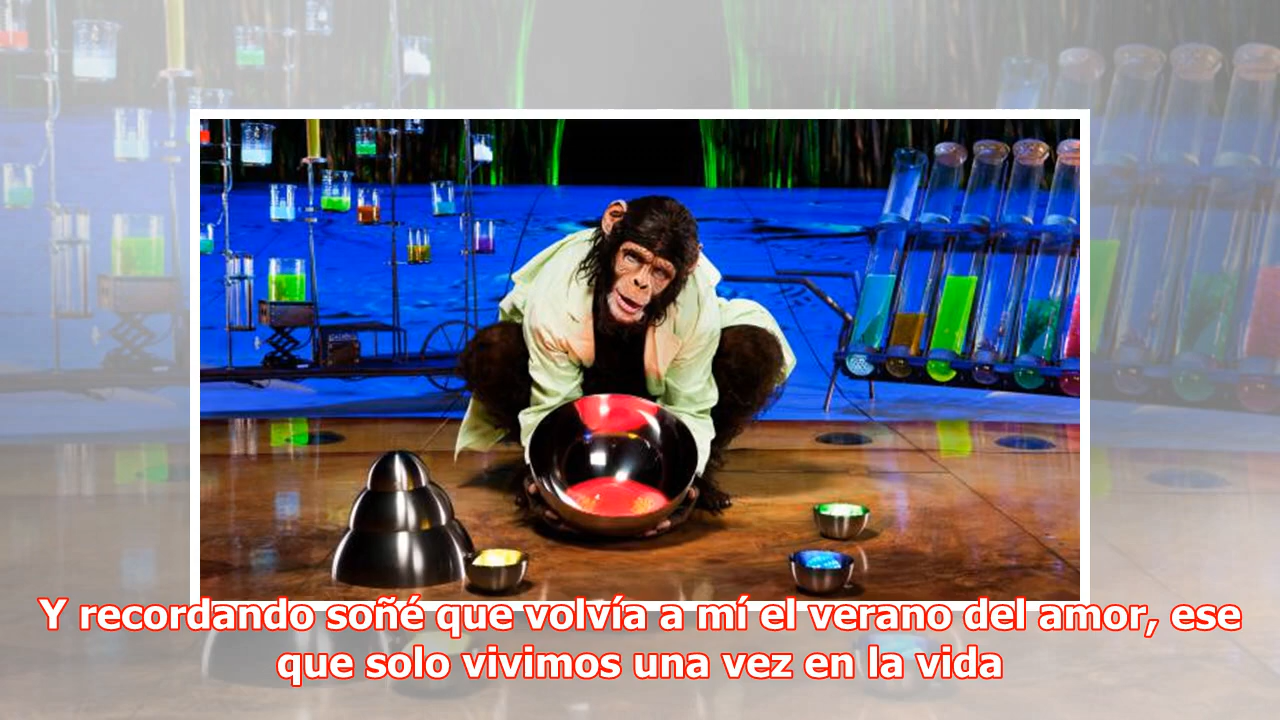 Y recordando soñé que volvía a mí el verano del amor, ese
que solo vivimos una vez en la vida